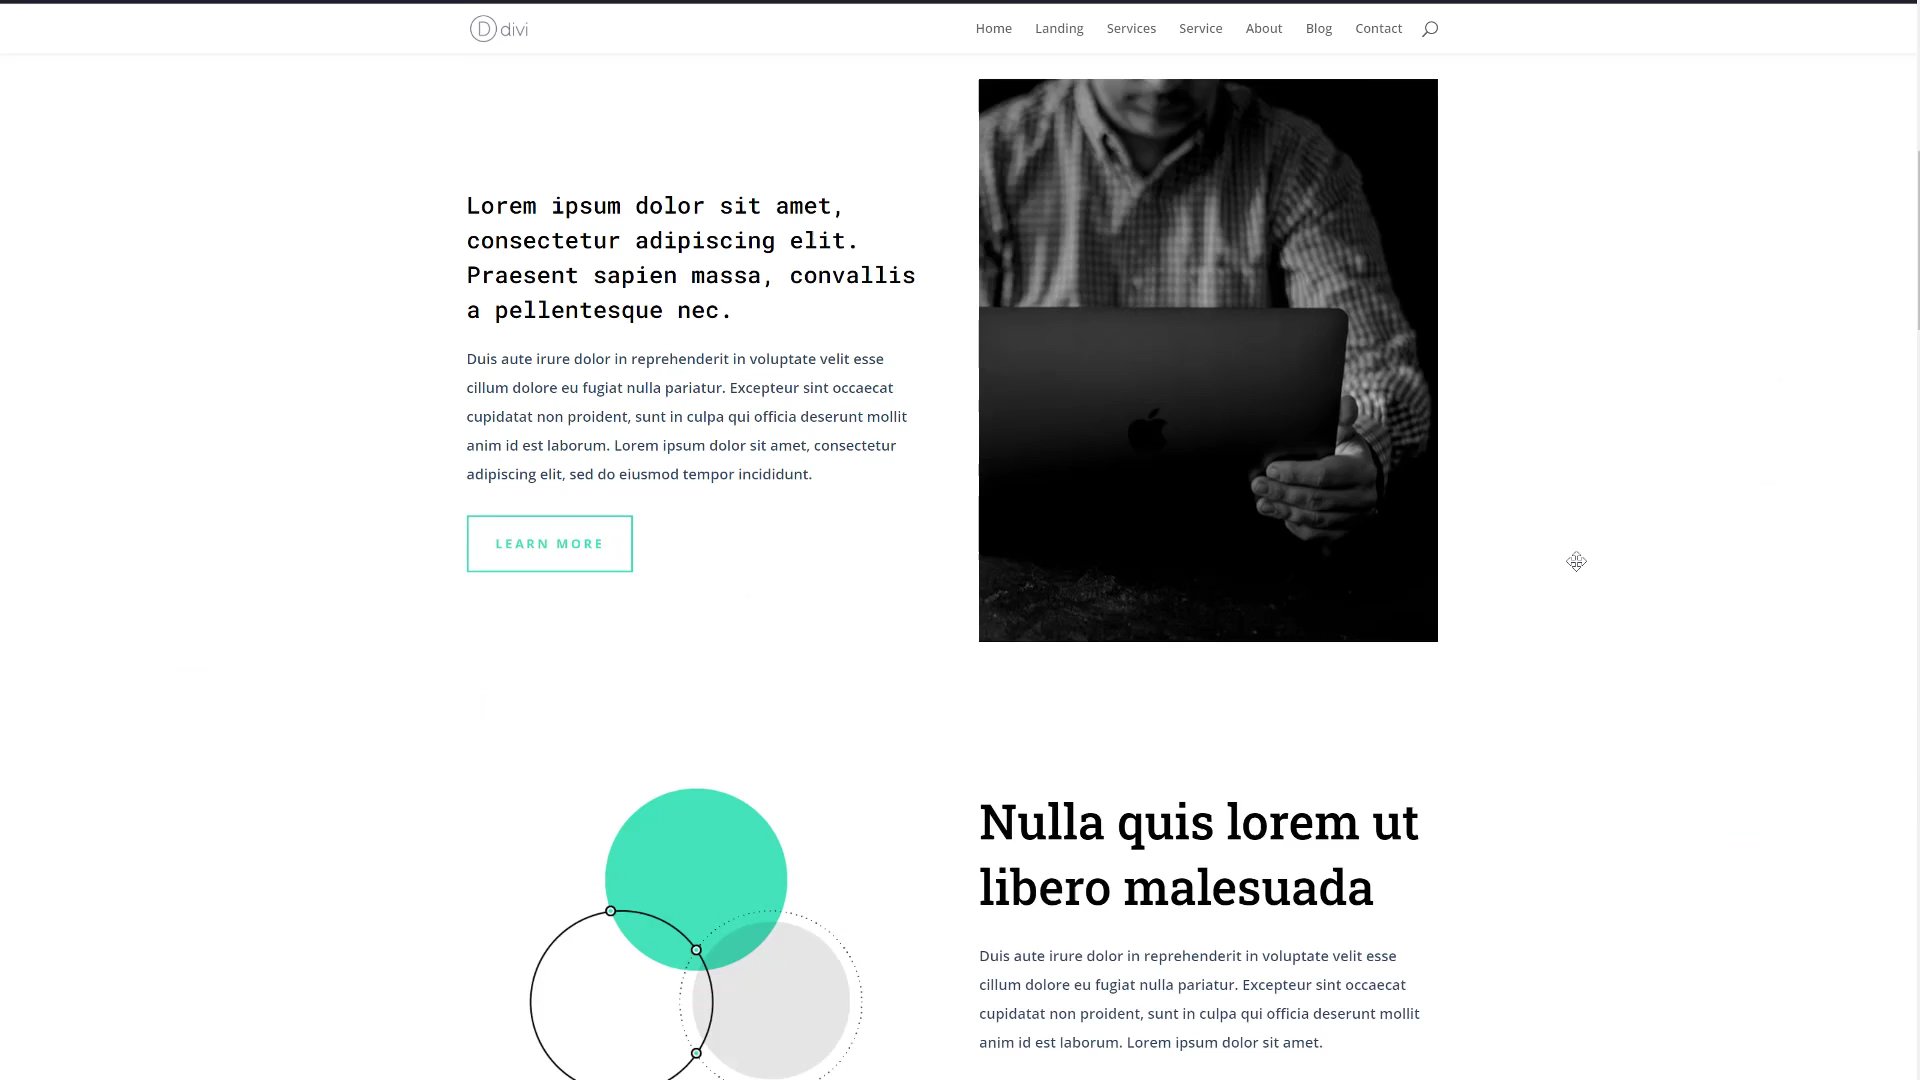 D divi
Home Landing Services Service About Blog Contact
Lorem ipsum dolor sit amet,
consectetur adipiscing elit.
Praesent sapien massa, convallis
a pellentesque nec.
Duis aute irure dolor in reprehenderit in voluptate velit esse
cillum dolore eu fugiat nulla pariatur. Excepteur sint occaecat
cupidatat non proident, sunt in culpa qui officia deserunt mollit
anim id est laborum. Lorem ipsum dolor sit amet, consectetur
adipiscing elit, sed do eiusmod tempor incididunt.
LEARN MORE
Nulla quis lorem ut
libero malesuada
Duis aute irure dolor in reprehenderit in voluptate velit esse
cillum dolore eu fugiat nulla pariatur. Excepteur sint occaecat
cupidatat non proident, sunt in culpa qui officia deserunt mollit
anim id est laborum. Lorem ipsum dolor sit amet.